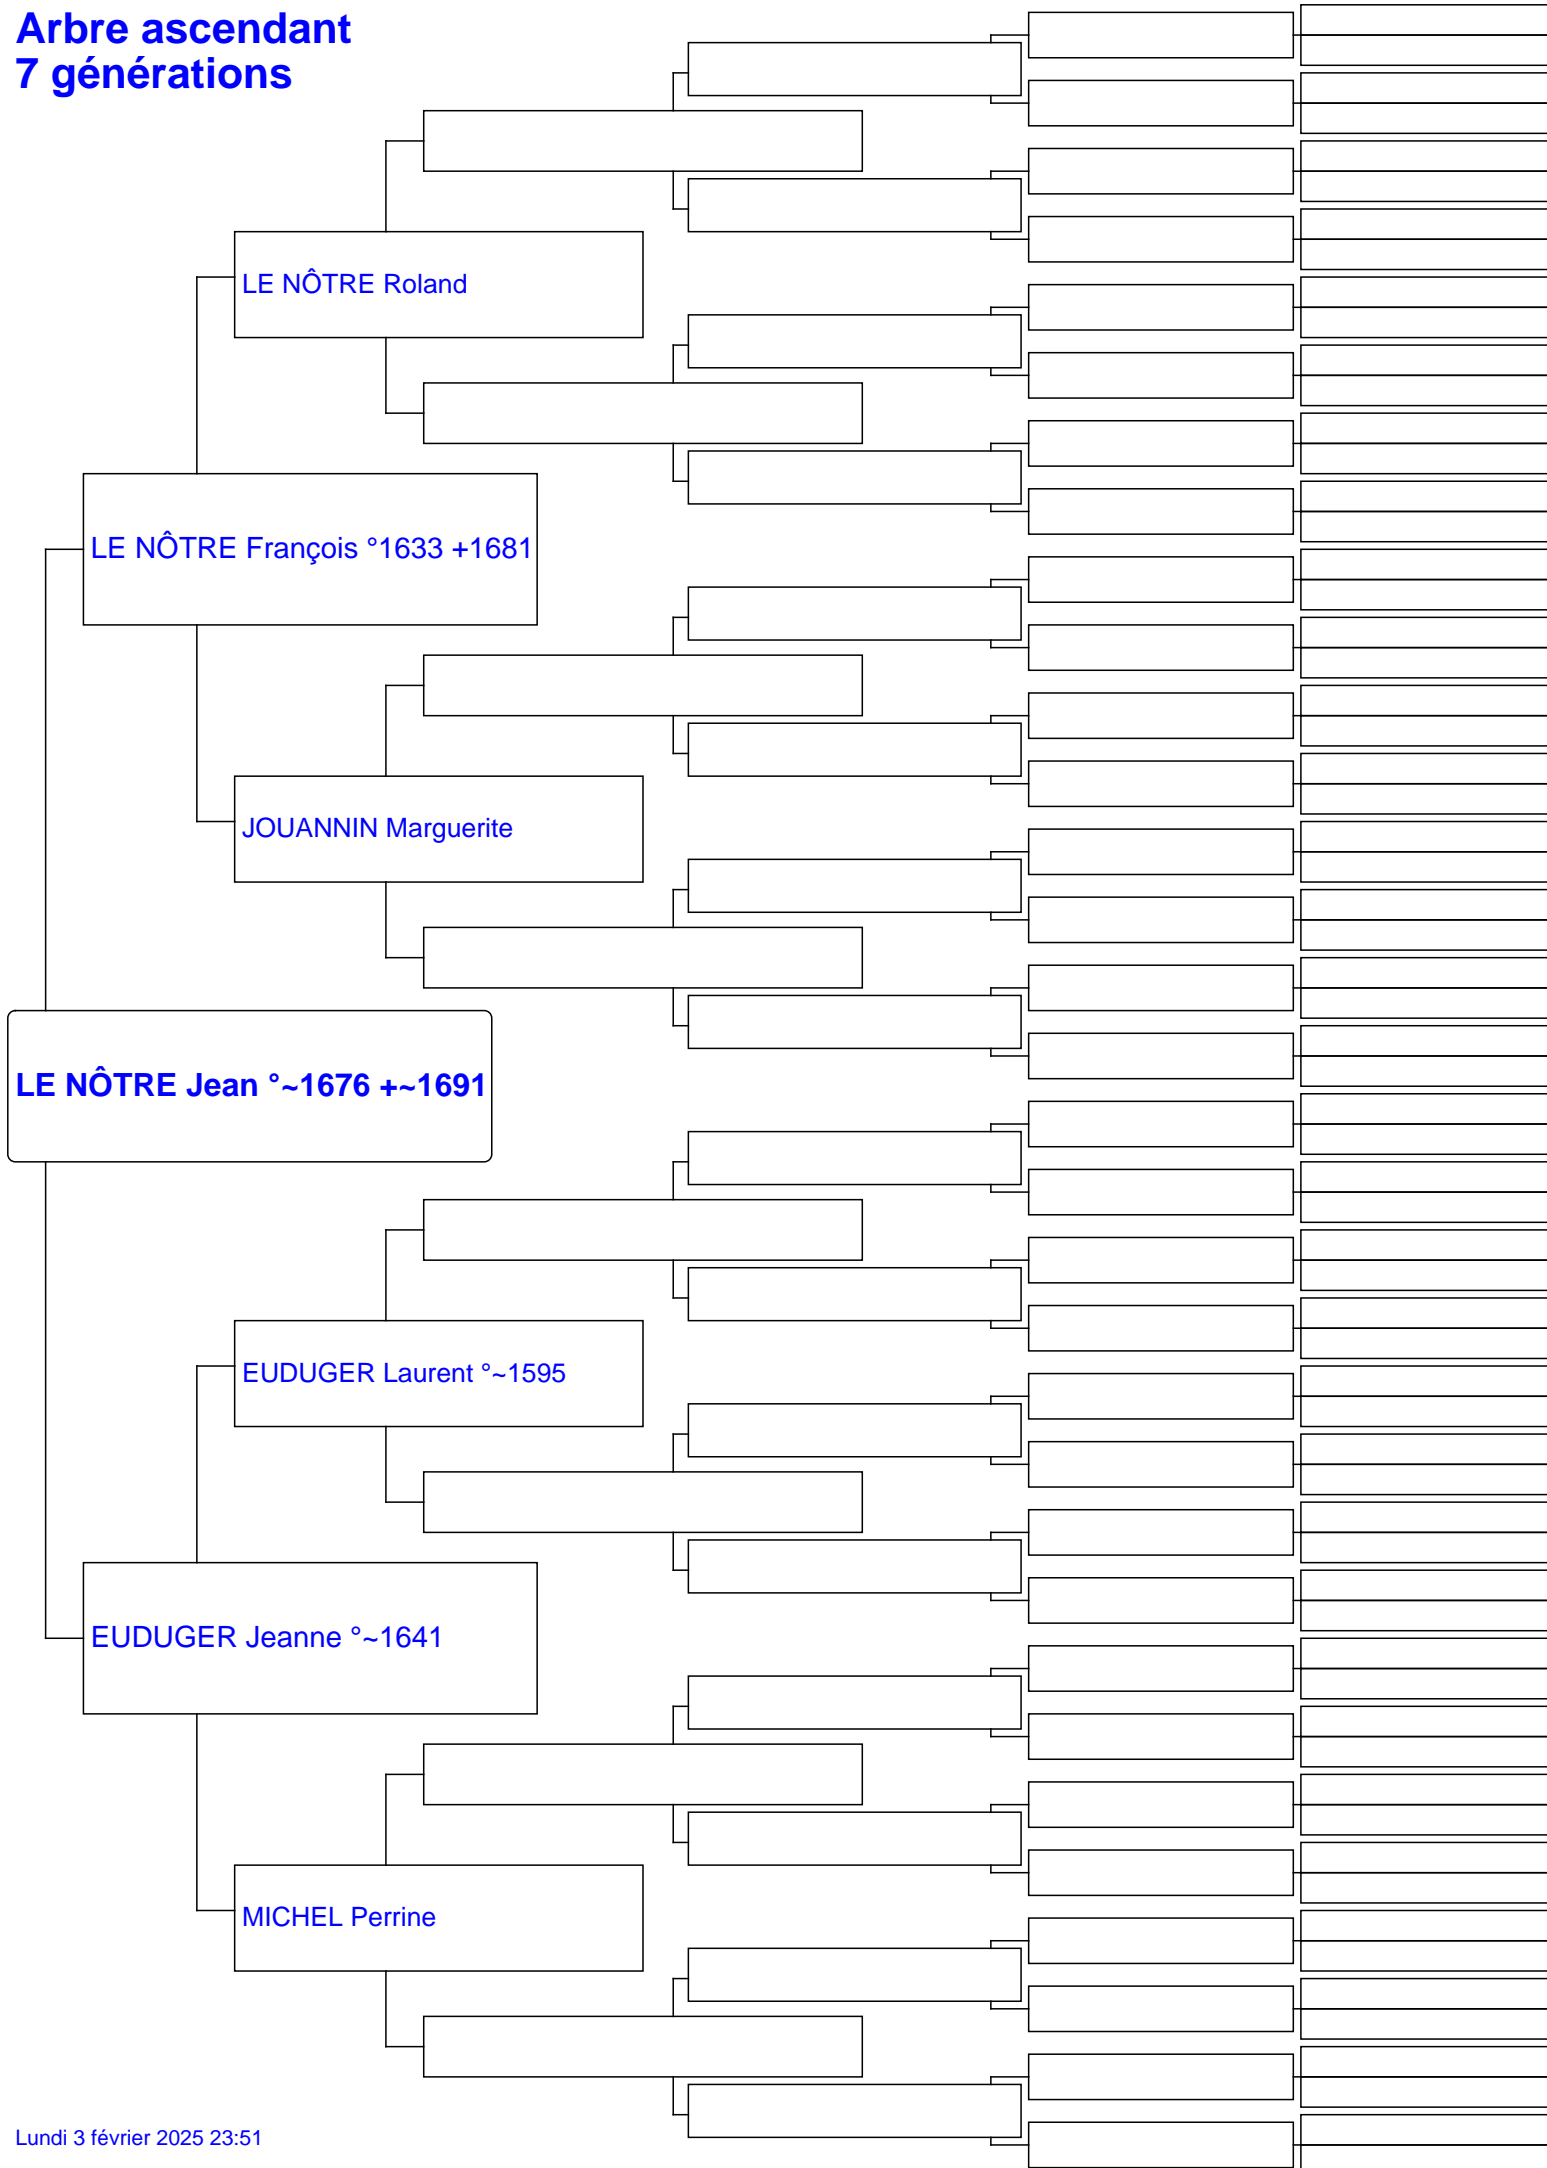 Arbre ascendant
7 générations
LE NÔTRE Roland
LE NÔTRE François °1633 +1681
JOUANNIN Marguerite
LE NÔTRE Jean °~1676 +~1691
EUDUGER Laurent °~1595
EUDUGER Jeanne °~1641
MICHEL Perrine
Lundi 3 février 2025 23:51